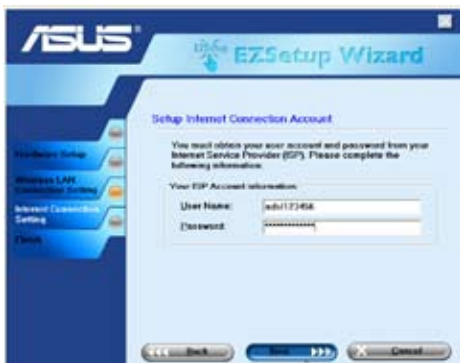 ASUS
EZSetup Wizard
Setup Internet Connection Account
You must obtain your user account and password from your
Internet Service Provider (ISP). Please complete the
following information.
Your ISP Account information:
User Name:
adsl123456
Password:
*************
Hardware Setup
Wireless LAN
Connection Setting
Internet Connection
Setting
Finish
Back
Next
Cancel